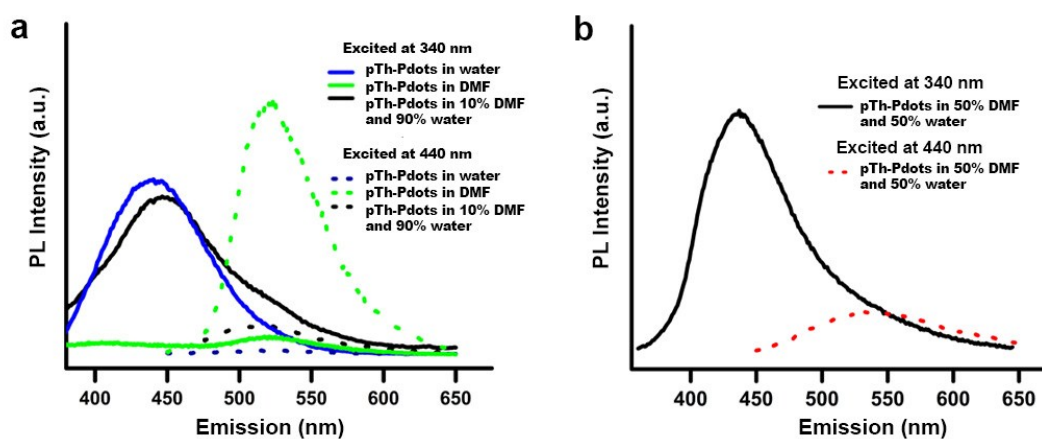 a
Excited at 340 nm
pTh-Pdots in water
pTh-Pdots in DMF
pTh-Pdots in 10% DMF
and 90% water
Excited at 440 nm
pTh-Pdots in water
pTh-Pdots in DMF
pTh-Pdots in 10% DMF
and 90% water
PL Intensity (a.u.)
400 450 500 550 600 650
Emission (nm)
b
Excited at 340 nm
pTh-Pdots in 50% DMF
and 50% water
Excited at 440 nm
pTh-Pdots in 50% DMF
and 50% water
PL Intensity (a.u.)
400 450 500 550 600 650
Emission (nm)